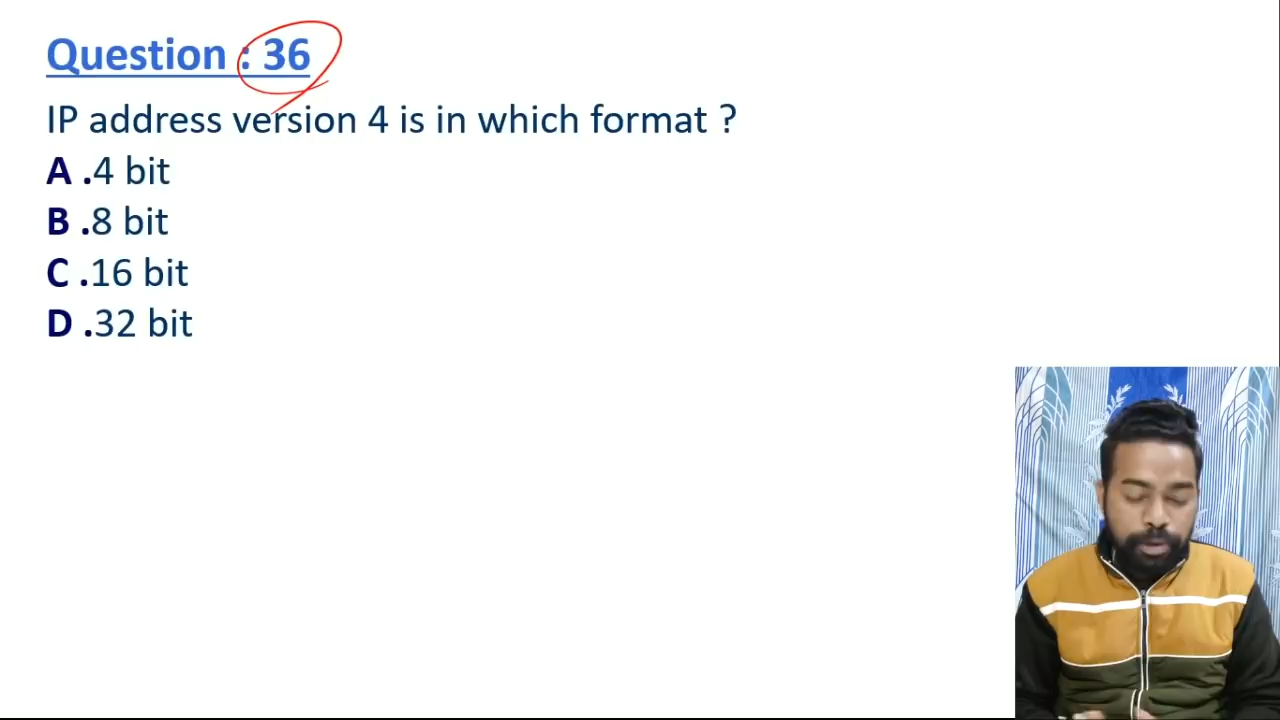 Question : 36
IP address version 4 is in which format ?
A .4 bit
B .8 bit
C .16 bit
D .32 bit